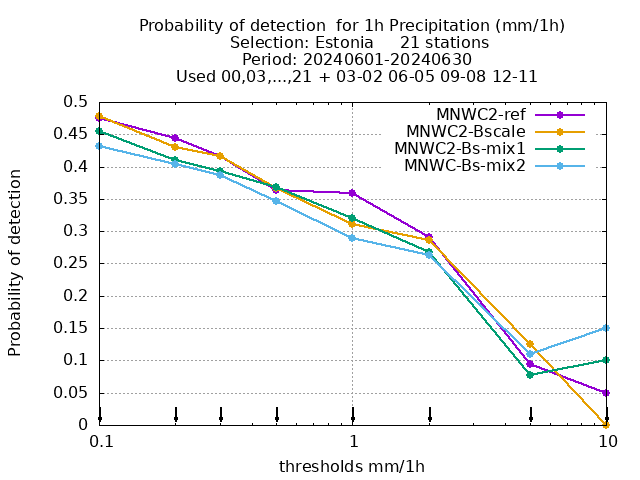 Probability of detection  for 1h Precipitation (mm/1h)
Selection: Estonia     21 stations
Period: 20240601-20240630
Used 00,03,...,21 + 03-02 06-05 09-08 12-11
MNWC2-ref
MNWC2-Bscale
MNWC2-Bs-mix1
MNWC-Bs-mix2
Probability of detection
0.5
0.45
0.4
0.35
0.3
0.25
0.2
0.15
0.1
0.05
0
0.1
1
10
thresholds mm/1h